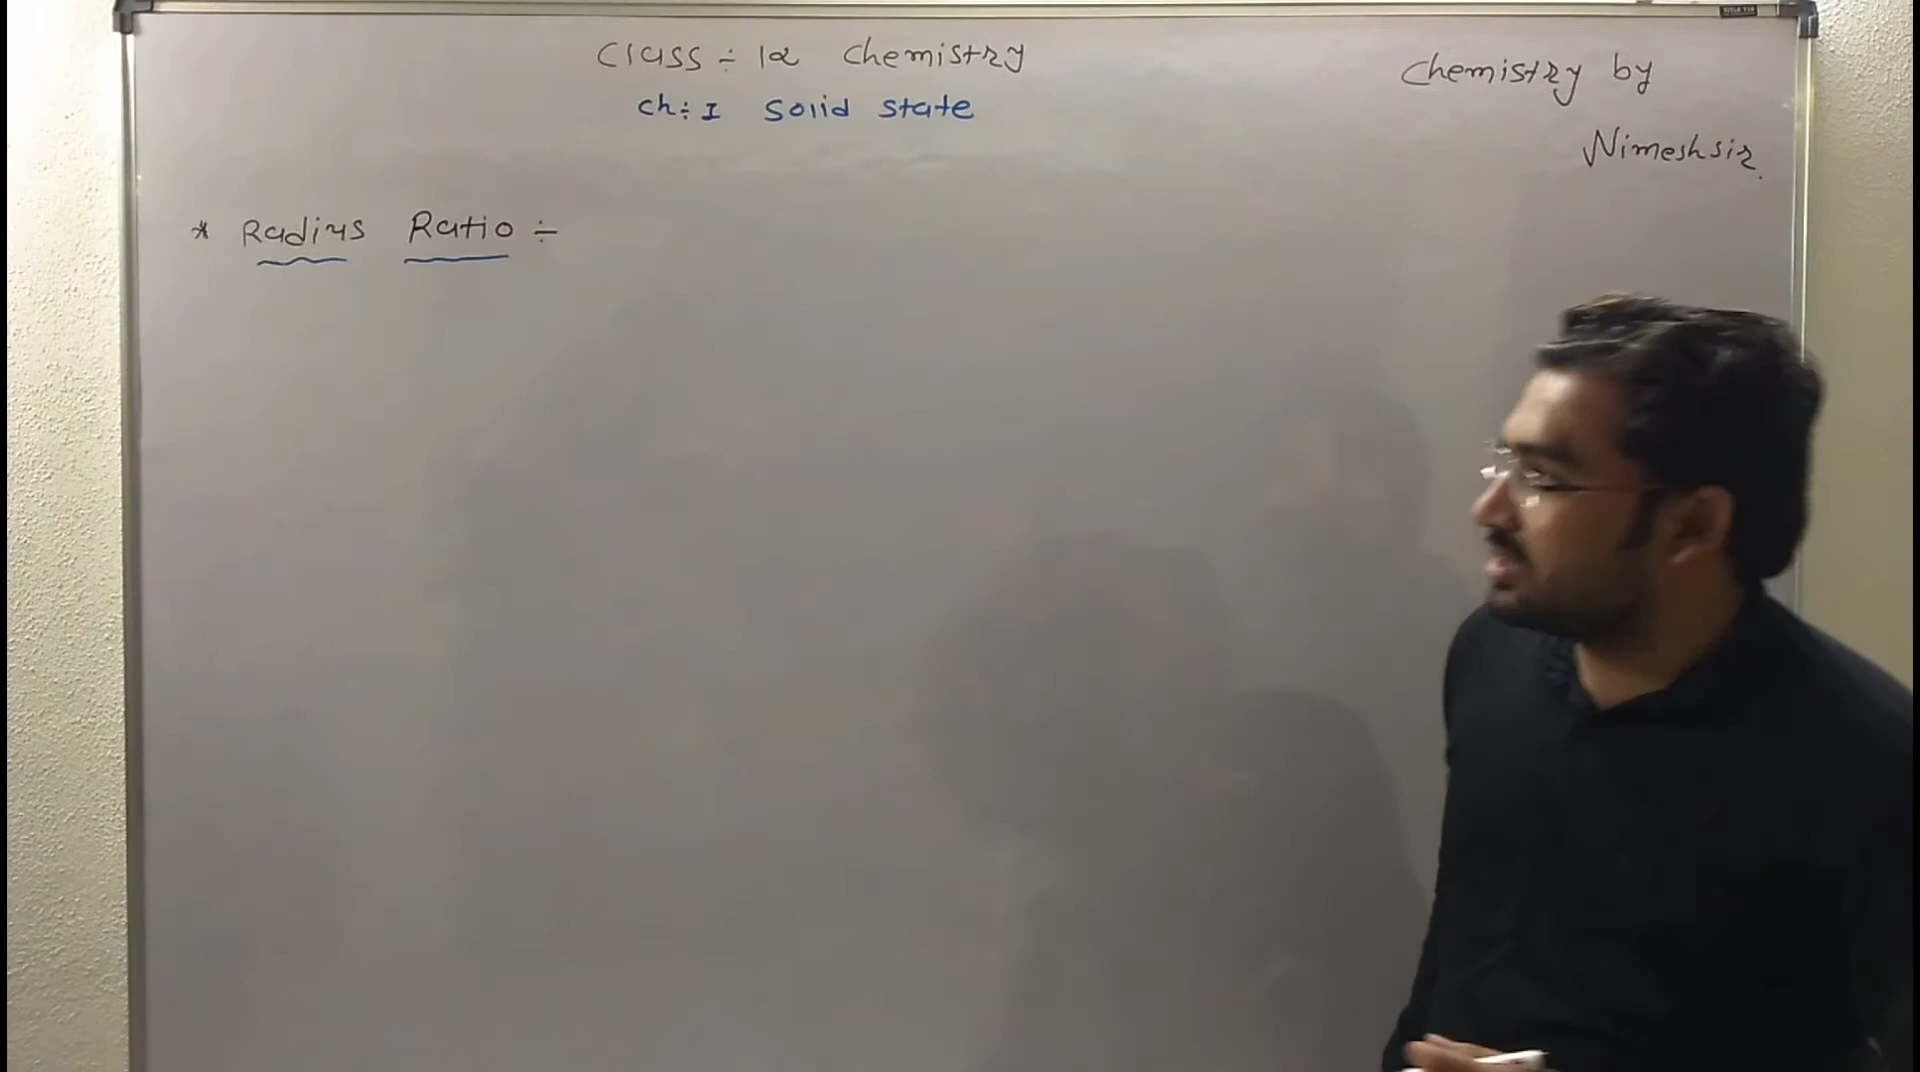 Class ÷ 12 Chemistry
Ch ÷ I Solid State
Chemistry by
Nimeshsir.
* Radius Ratio ÷